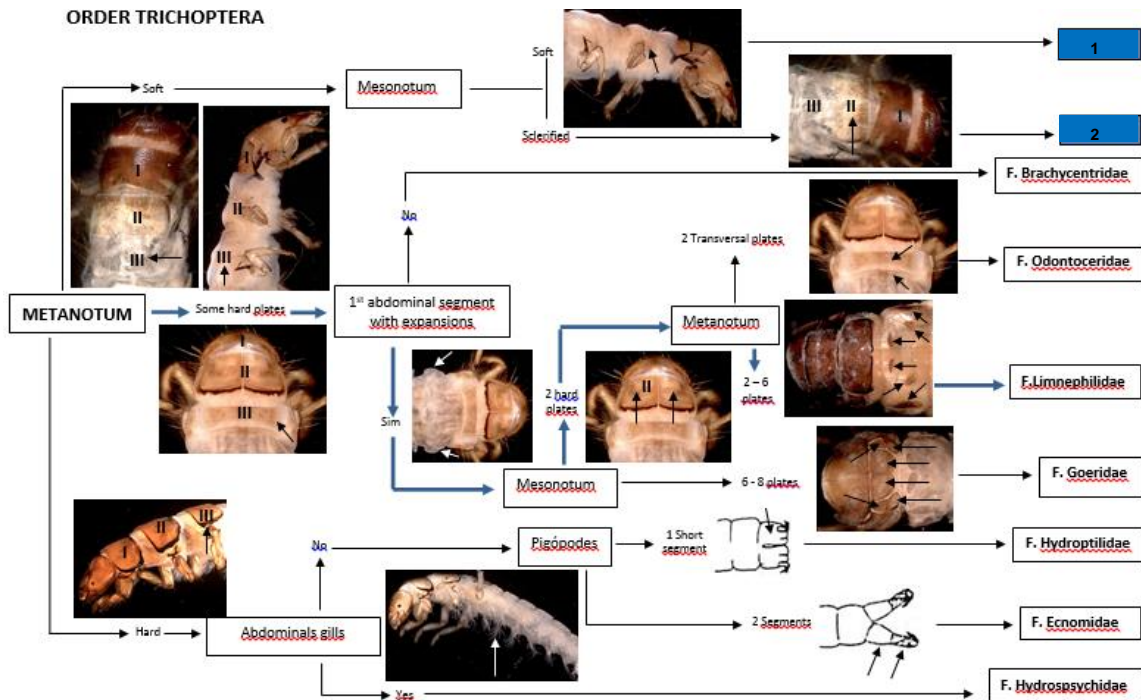 ORDER TRICHOPTERA
Soft
Mesonotum
Soft
Sclerified
1
2
I
II
III
I
II
III
III
II
I
F. Brachycentridae
No
2 Transversal plates
F. Odontoceridae
METANOTUM
Some hard plates
1st abdominal segment
with expansions
Metanotum
I
II
III
2 hard
plates
II
2 – 6
plates
F.Limnephilidae
Sim
Mesonotum
6 - 8 plates
F. Goeridae
I
II
III
No
Pigópodes
1 Short
segment
F. Hydroptilidae
Hard
Abdominals gills
2 Segments
F. Ecnomidae
Yes
F. Hydrospychidae